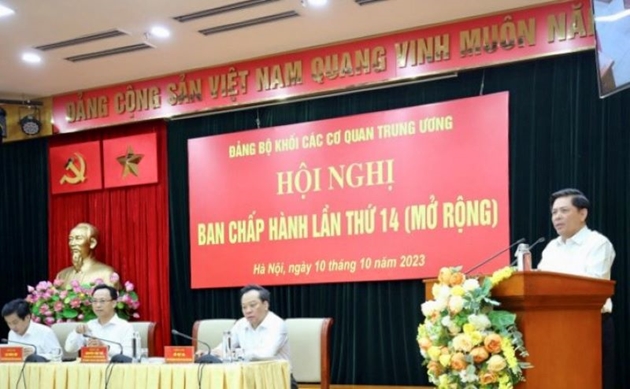 ĐẢNG CỘNG SẢN VIỆT NAM QUANG VINH MUÔN NĂM
ĐẢNG BỘ KHỐI CÁC CƠ QUAN TRUNG ƯƠNG
HỘI NGHỊ
BAN CHẤP HÀNH LẦN THỨ 14 (MỞ RỘNG)
Hà Nội, ngày 10 tháng 10 năm 2023